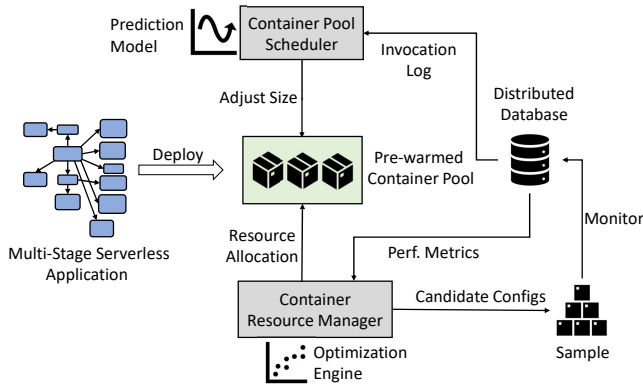 Prediction
Model
Container Pool
Scheduler
Invocation
Log
Distributed
Database
Adjust Size
Deploy
Pre-warmed
Container Pool
Multi-Stage Serverless
Application
Resource
Allocation
Perf. Metrics
Monitor
Container
Resource Manager
Candidate Configs
Sample
Optimization
Engine